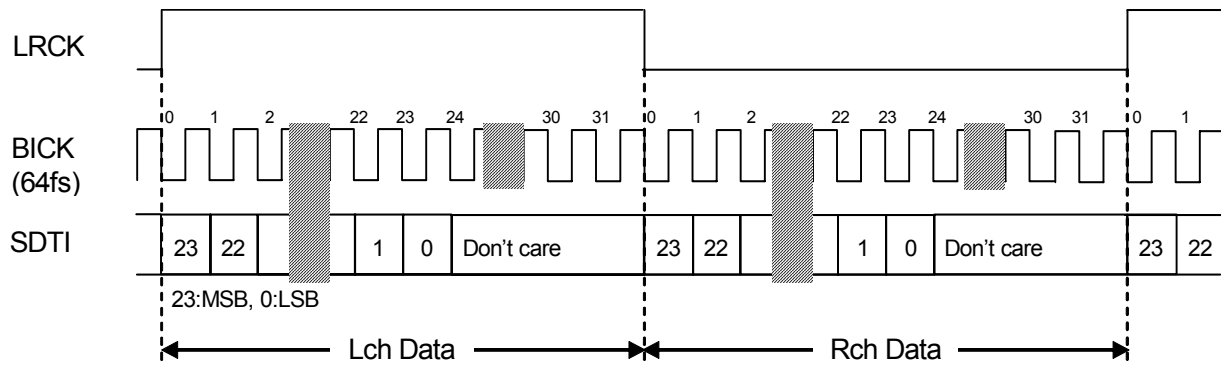 LRCK
0 1 2 22 23 24 30 31 0 1 2 22 23 24 30 31 0 1
BICK
(64fs)
SDTI 23 22 1 0 Don't care 23 22 1 0 Don't care 23 22
23:MSB, 0:LSB
Lch Data Rch Data